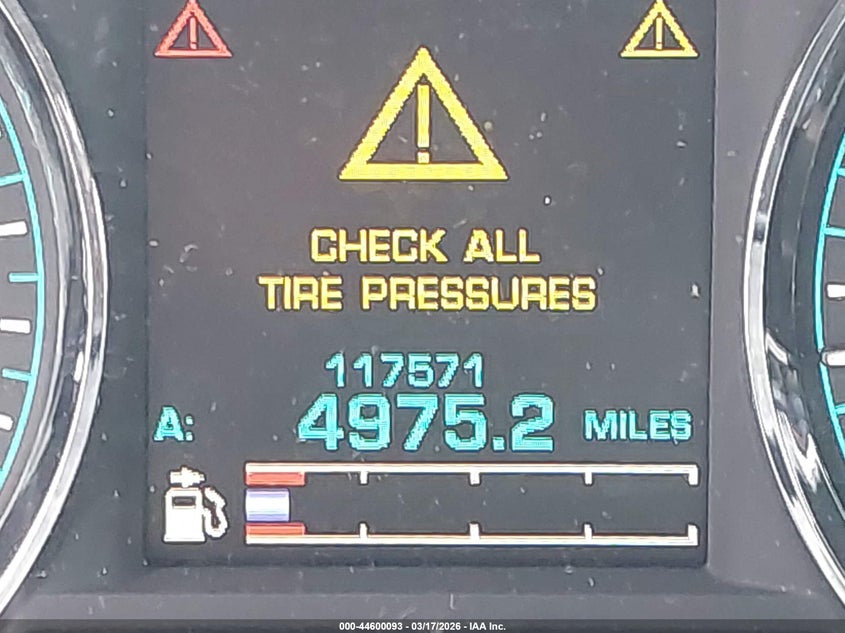 CHECK ALL
TIRE PRESSURES
117571
A: 4975.2 MILES
000-44600093 - 03/17/2026 - IAA Inc.